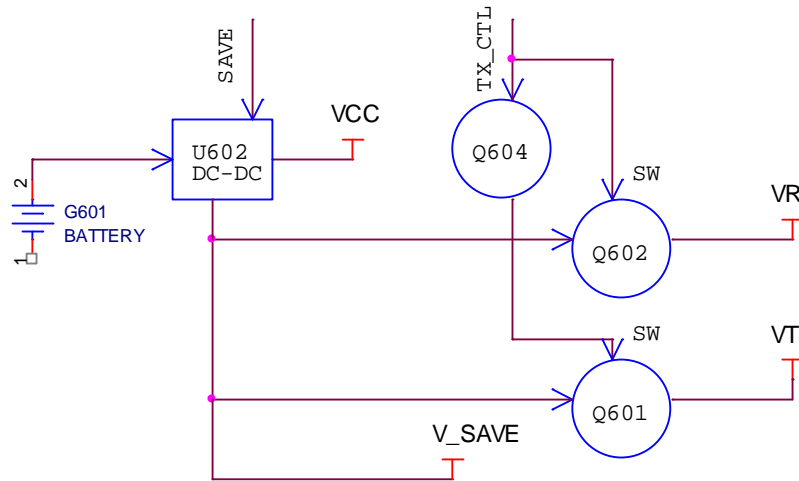 SAVE
TX_CTL
VCC
U602
DC-DC
Q604
2
G601
BATTERY
1
SW
VR
Q602
SW
VT
Q601
V_SAVE